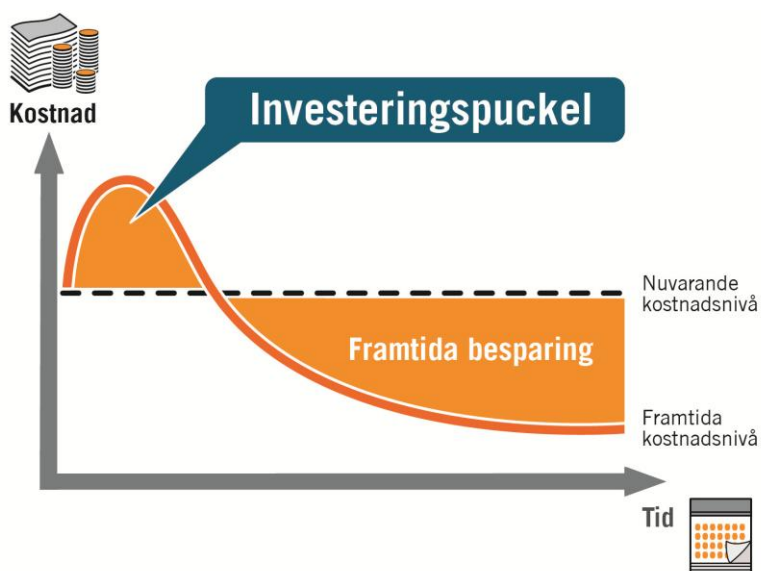 Kostnad
Investeringspuckel
Nuvarande
kostnadsnivå
Framtida besparing
Framtida
kostnadsnivå
Tid